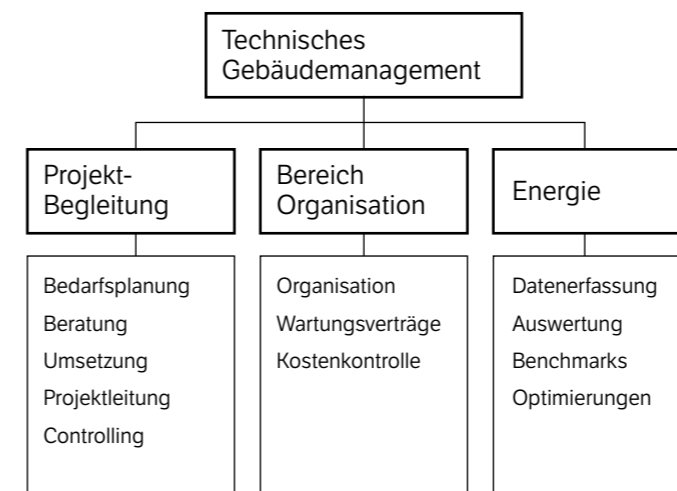 Technisches
Gebäudemanagement
Projekt-
Begleitung
Bedarfsplanung
Beratung
Umsetzung
Projektleitung
Controlling
Bereich
Organisation
Organisation
Wartungsverträge
Kostenkontrolle
Energie
Datenerfassung
Auswertung
Benchmarks
Optimierungen